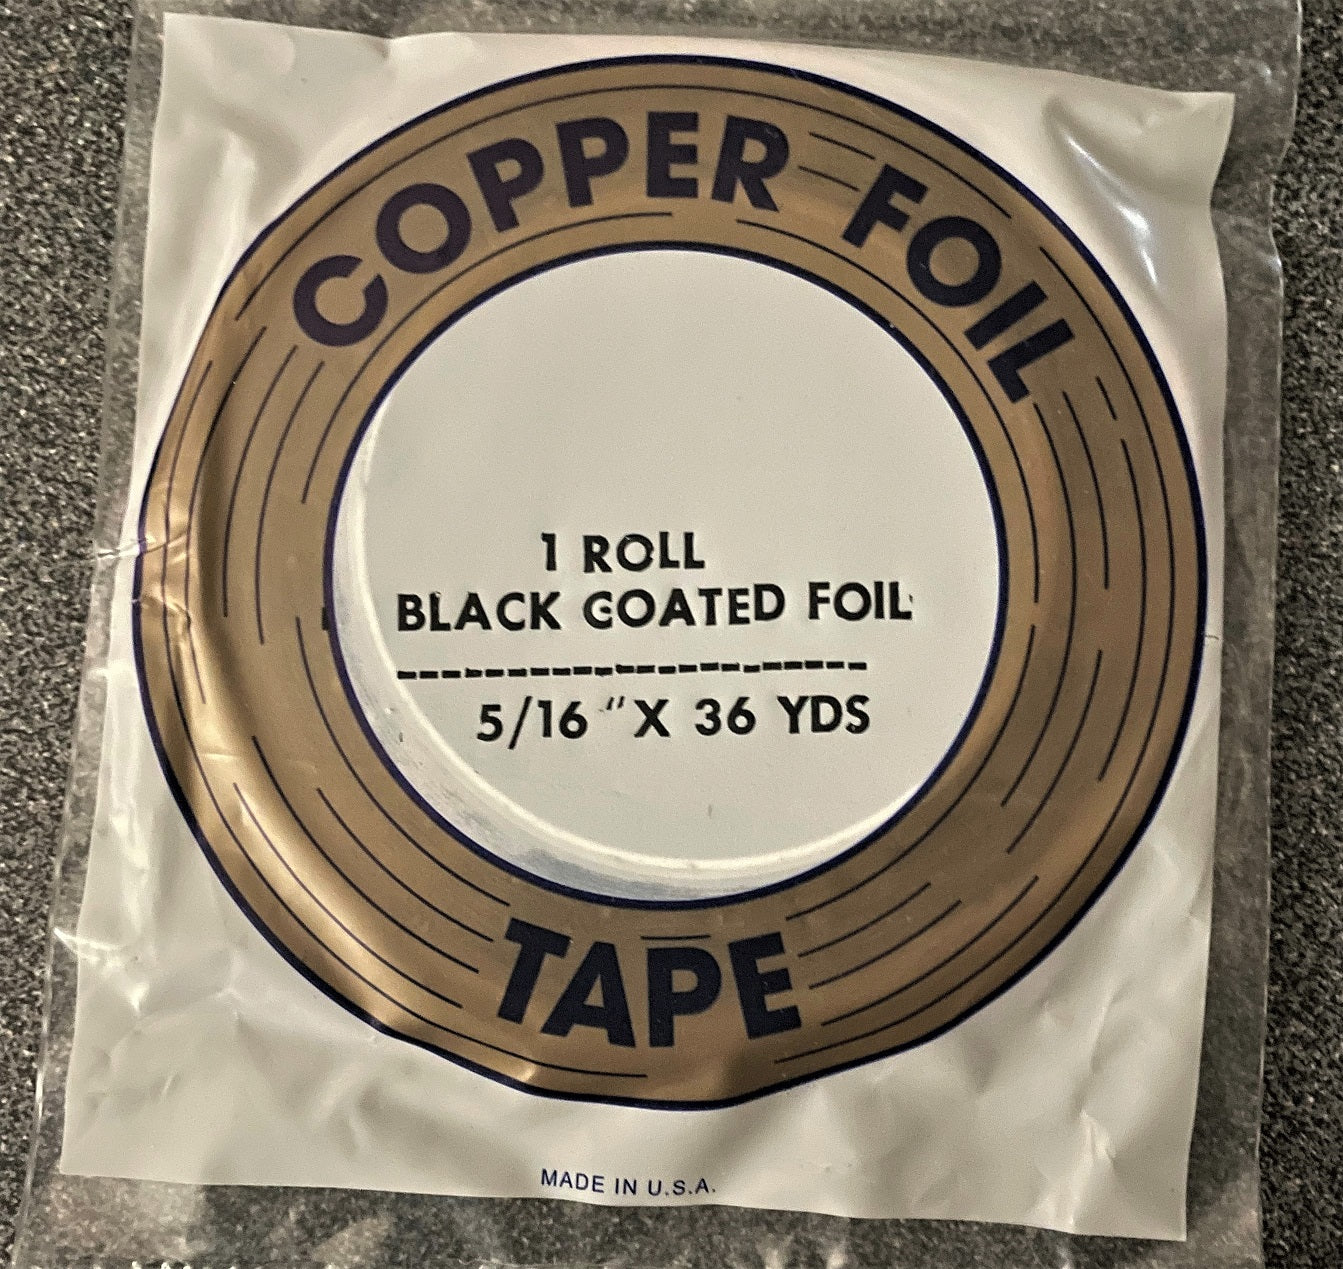 COPPER FOIL
1 ROLL
BLACK COATED FOIL
--------------------
5/16 " X 36 YDS
TAPE
MADE IN U.S.A.